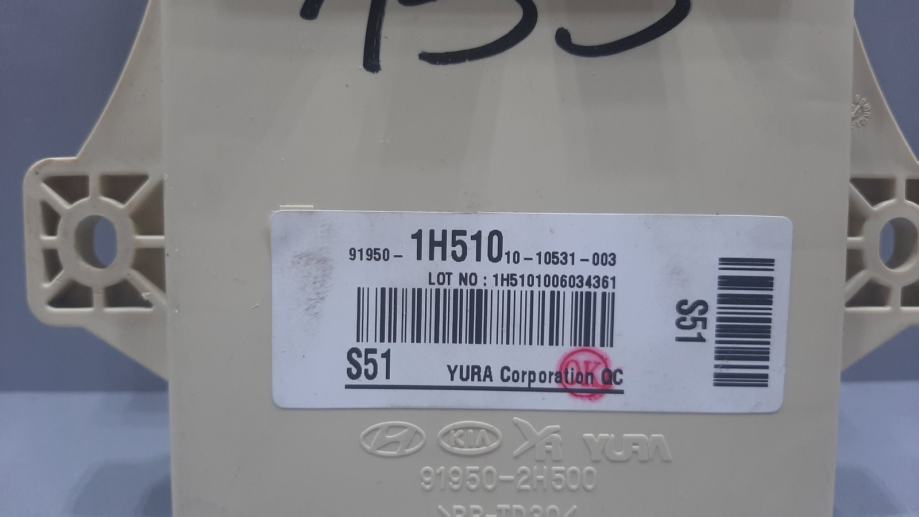 91950-1H510 10-10531-003
LOT NO : 1H5101006034361
S51 YURA Corporation QC
OK
S51
KIA YURA
91950-2H500